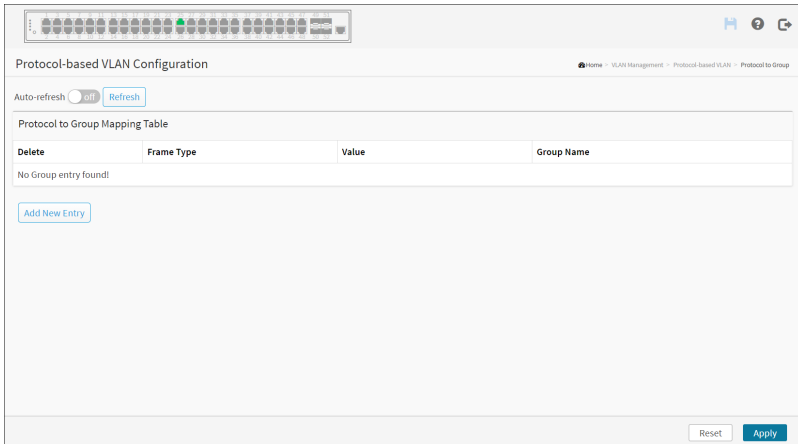 Protocol-based VLAN Configuration
Home > VLAN Management > Protocol-based VLAN > Protocol to Group
Auto-refresh off Refresh
Protocol to Group Mapping Table
Delete Frame Type Value Group Name
No Group entry found!
Add New Entry
Reset Apply